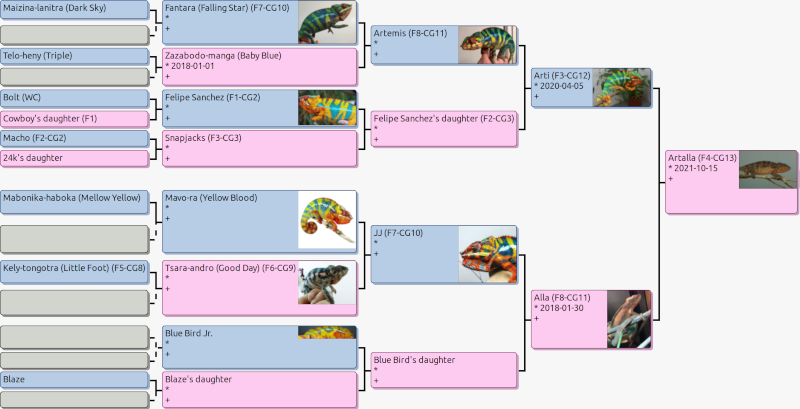 Maizina-lanitra (Dark Sky)
Telo-heny (Triple)
Bolt (WC)
Cowboy's daughter (F1)
Macho (F2-CG2)
24k's daughter
Mabonika-haboka (Mellow Yellow)
Kely-tongotra (Little Foot) (F5-CG8)
Blaze
Fantara (Falling Star) (F7-CG10)
*
+
Zazabodo-manga (Baby Blue)
* 2018-01-01
+
Felipe Sanchez (F1-CG2)
*
+
Snapjacks (F3-CG3)
*
+
Mavo-ra (Yellow Blood)
*
+
Tsara-andro (Good Day) (F6-CG9)
*
+
Blue Bird Jr.
*
+
Blaze's daughter
*
+
Artemis (F8-CG11)
*
+
Felipe Sanchez's daughter (F2-CG3)
*
+
JJ (F7-CG10)
*
+
Blue Bird's daughter
*
+
Arti (F3-CG12)
* 2020-04-05
+
Alla (F8-CG11)
* 2018-01-30
+
Artalla (F4-CG13)
* 2021-10-15
+